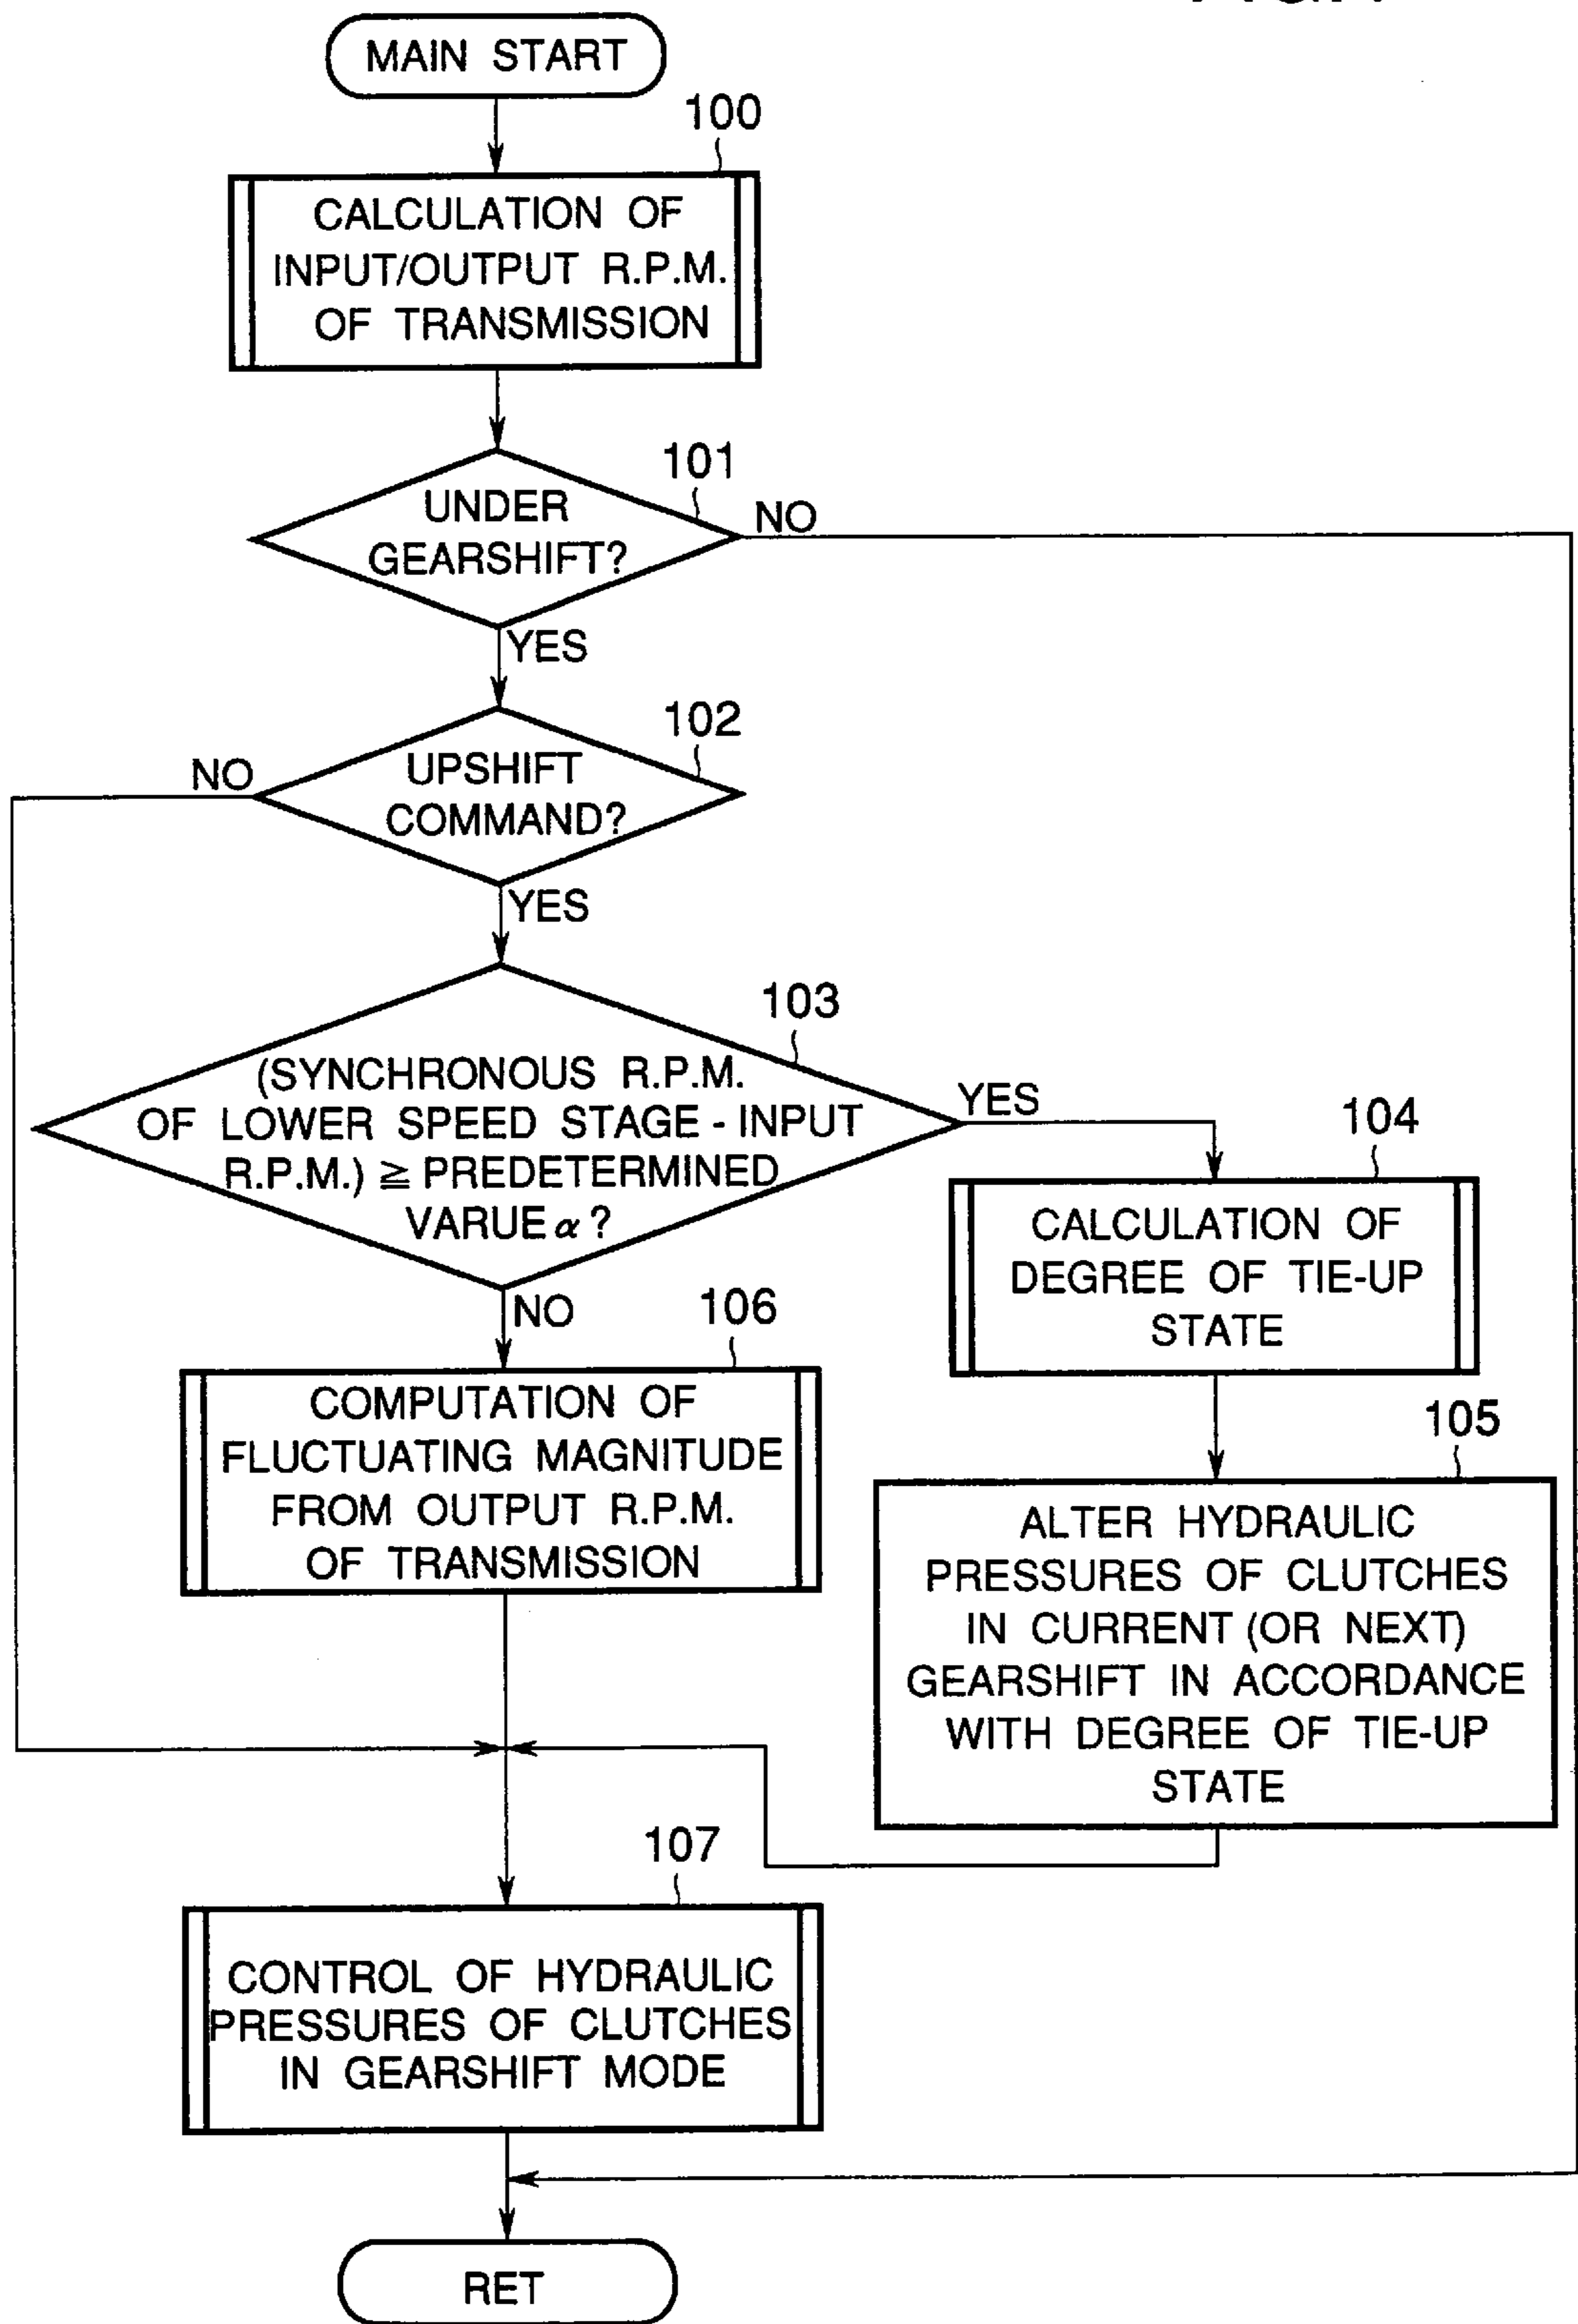 MAIN START
100
CALCULATION OF
INPUT/OUTPUT R.P.M.
OF TRANSMISSION
101
UNDER
GEARSHIFT?
NO
YES
102
NO
UPSHIFT
COMMAND?
YES
103
(SYNCHRONOUS R.P.M.
OF LOWER SPEED STAGE - INPUT
R.P.M.) ≧ PREDETERMINED
VARUE α ?
YES
NO
104
CALCULATION OF
DEGREE OF TIE-UP
STATE
105
ALTER HYDRAULIC
PRESSURES OF CLUTCHES
IN CURRENT (OR NEXT)
GEARSHIFT IN ACCORDANCE
WITH DEGREE OF TIE-UP
STATE
106
COMPUTATION OF
FLUCTUATING MAGNITUDE
FROM OUTPUT R.P.M.
OF TRANSMISSION
107
CONTROL OF HYDRAULIC
PRESSURES OF CLUTCHES
IN GEARSHIFT MODE
RET